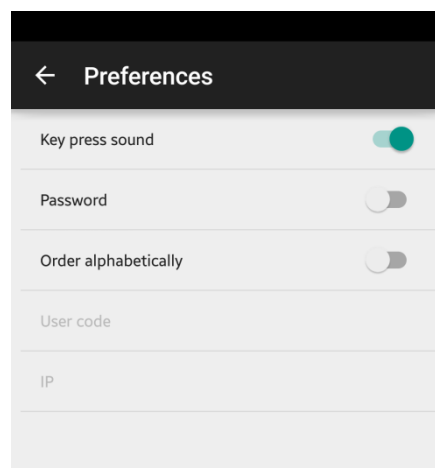 Preferences
Key press sound
Password
Order alphabetically
User code
IP